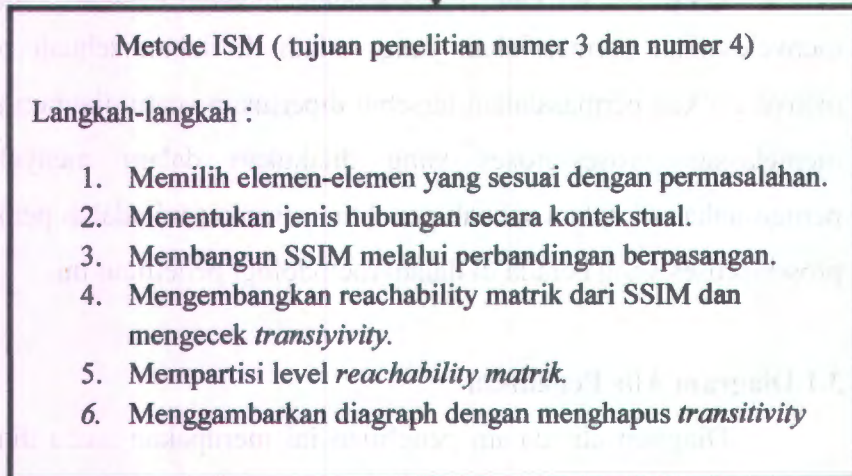 Metode ISM ( tujuan penelitian numer 3 dan numer 4)
Langkah-langkah :
1. Memilih elemen-elemen yang sesuai dengan permasalahan.
2. Menentukan jenis hubungan secara kontekstual.
3. Membangun SSIM melalui perbandingan berpasangan.
4. Mengembangkan reachability matrik dari SSIM dan
mengecek transiyivity.
5. Mempartisi level reachability matrik.
6. Menggambarkan diagraph dengan menghapus transitivity